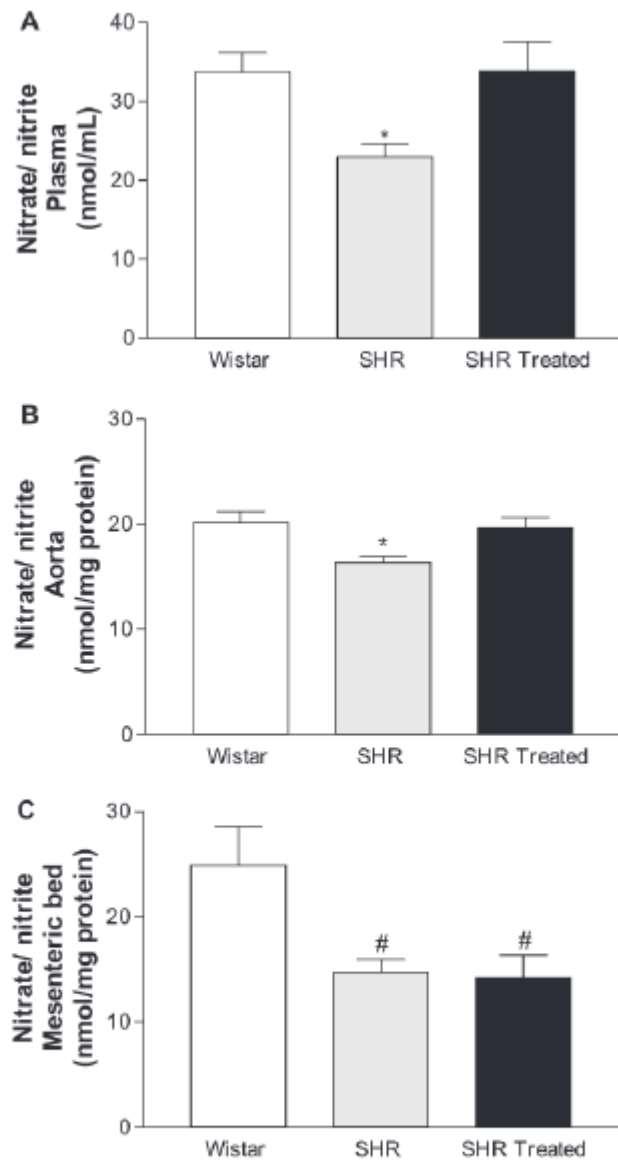 A
Nitrate/ nitrite
Plasma
(nmol/mL)
40
30
20
10
0
*
Wistar
SHR
SHR Treated
B
Nitrate/ nitrite
Aorta
(nmol/mg protein)
30
20
10
0
*
Wistar
SHR
SHR Treated
C
Nitrate/ nitrite
Mesenteric bed
(nmol/mg protein)
30
20
10
0
#
#
Wistar
SHR
SHR Treated